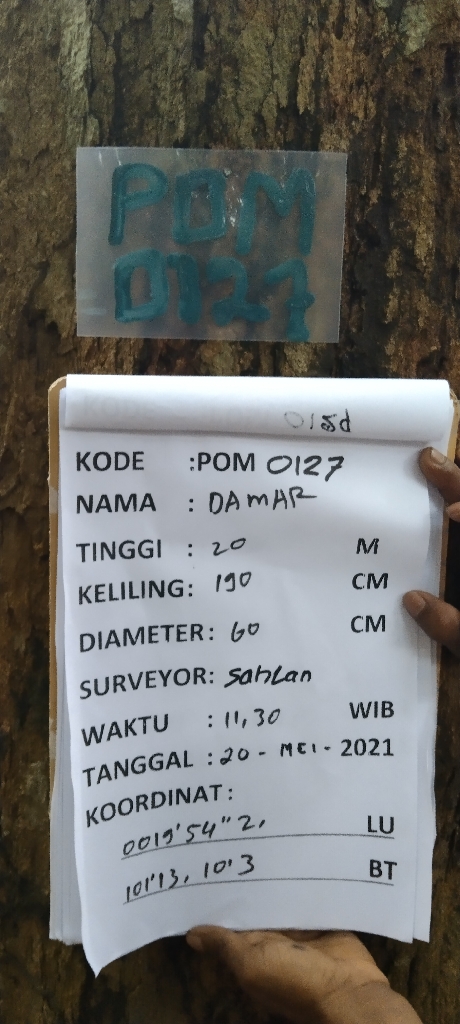 POM
0127
KODE :POM 0127
NAMA : DAMAR
TINGGI : 20 M
KELILING: 190 CM
DIAMETER: 60 CM
SURVEYOR: Sahlan
WAKTU : 11,30 WIB
TANGGAL : 20 - MEI - 2021
KOORDINAT:
0019'54"2, LU
101'13, 10'3 BT